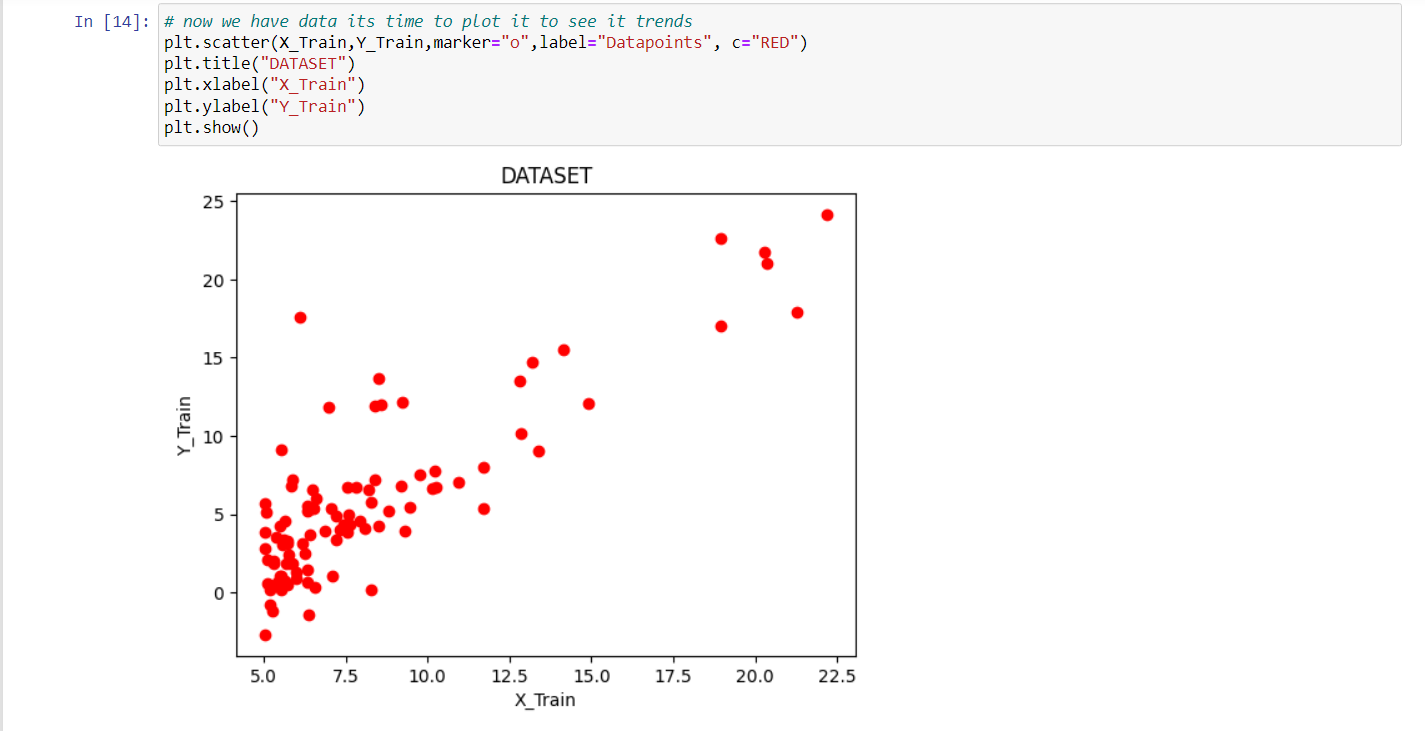 In [14]: # now we have data its time to plot it to see it trends
plt.scatter(X_Train,Y_Train,marker="o",label="Datapoints", c="RED")
plt.title("DATASET")
plt.xlabel("X_Train")
plt.ylabel("Y_Train")
plt.show()
DATASET
25
20
15
10
5
0
Y_Train
5.0 7.5 10.0 12.5 15.0 17.5 20.0 22.5
X_Train